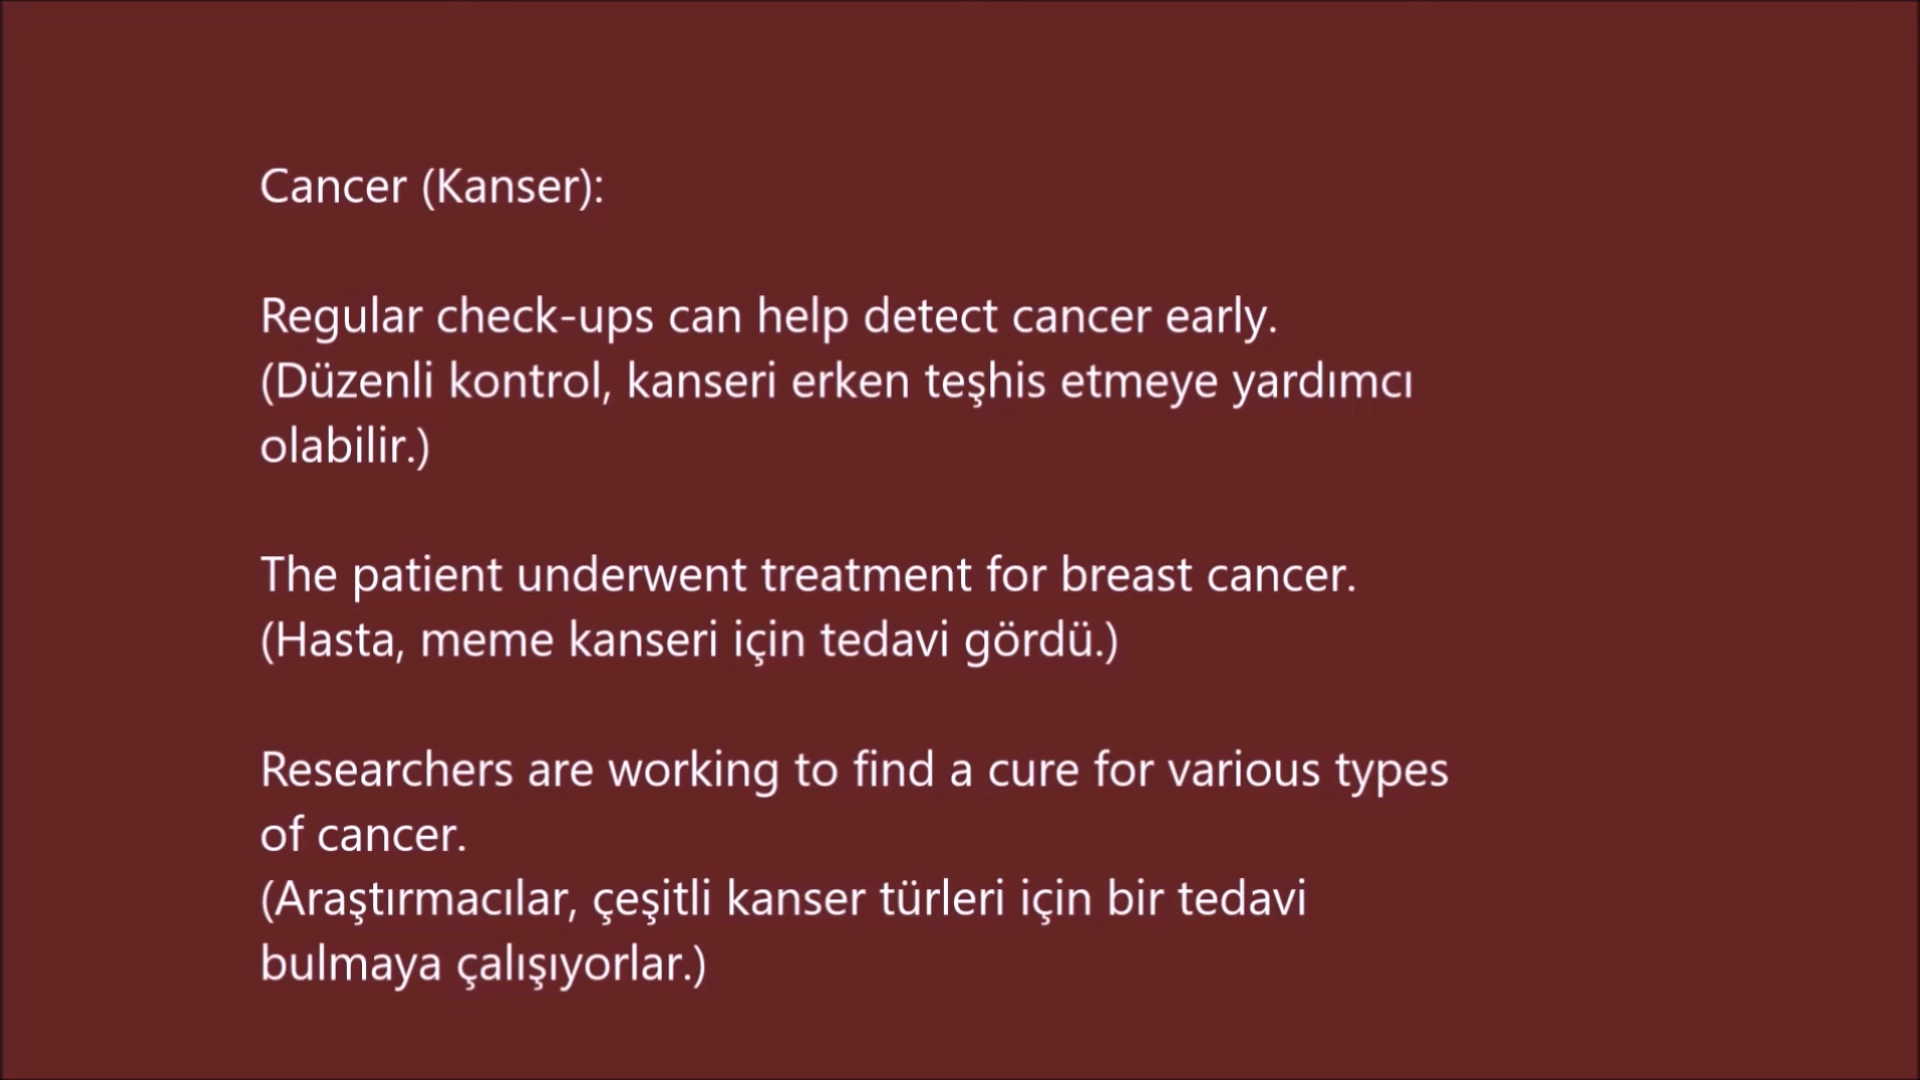 Cancer (Kanser):
Regular check-ups can help detect cancer early.
(Düzenli kontrol, kanseri erken teşhis etmeye yardımcı
olabilir.)
The patient underwent treatment for breast cancer.
(Hasta, meme kanseri için tedavi gördü.)
Researchers are working to find a cure for various types
of cancer.
(Araştırmacılar, çeşitli kanser türleri için bir tedavi
bulmaya çalışıyorlar.)